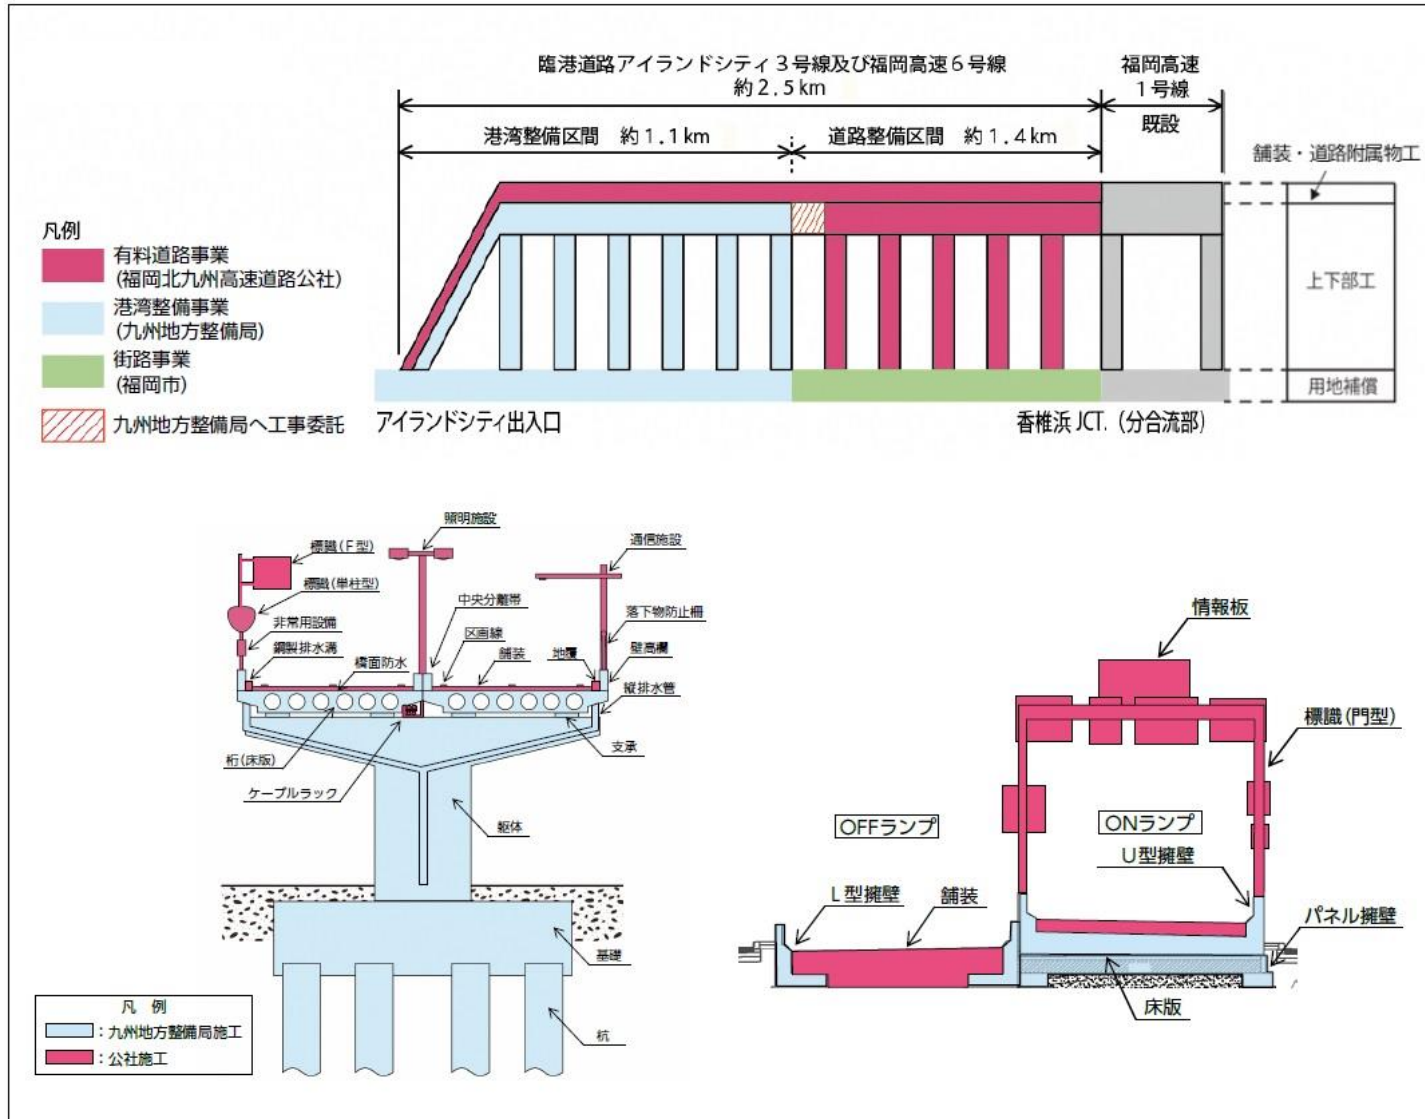 臨港道路アイランドシティ3号線及び福岡高速6号線
約2.5km
福岡高速
1号線
既設
港湾整備区間 約1.1km
道路整備区間 約1.4km
舗装・道路附属物工
上下部工
用地補償
凡例
有料道路事業
(福岡北九州高速道路公社)
港湾整備事業
(九州地方整備局)
街路事業
(福岡市)
九州地方整備局へ工事委託
アイランドシティ出入口
香椎浜JCT.(分合流部)
照明施設
標識(F型)
通信施設
標識(単柱型)
中央分離帯
落下物防止柵
非常用設備
区画線
鋼製排水溝
橋面防水
舗装
地覆
壁高欄
縦排水管
支承
桁(床版)
ケーブルラック
躯体
基礎
杭
凡 例
:九州地方整備局施工
:公社施工
情報板
標識(門型)
OFFランプ
ONランプ
U型擁壁
L型擁壁
舗装
パネル擁壁
床版